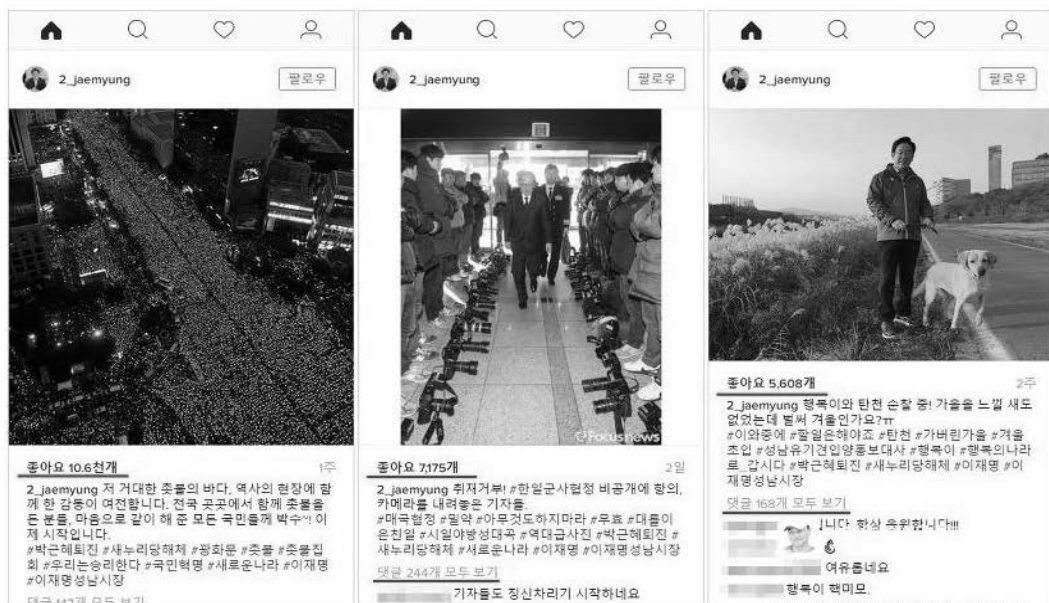 2_jaemyung 팔로우
좋아요 10.6천개 1주
2_jaemyung 저 거대한 촛불의 바다, 역사의 현장에 함
께 한 감동이 여전합니다. 전국 곳곳에서 함께 촛불을
든 분들, 마음으로 같이 해 준 모든 국민들께 박수~! 이
제 시작입니다.
#박근혜퇴진 #새누리당해체 #광화문 #촛불 #촛불집
회 #우리는승리한다 #국민혁명 #새로운나라 #이재명
#이재명성남시장
댓글 147개 모두 보기
2_jaemyung 팔로우
©Focusnews
좋아요 7,175개 2일
2_jaemyung 취재거부! #한일군사협정 비공개에 항의,
카메라를 내려놓은 기자들.
#매국협정 #밀약 #아무것도하지마라 #무효 #대를이
은친일 #시일야방성대곡 #역대급사진 #박근혜퇴진 #
새누리당해체 #새로운나라 #이재명 #이재명성남시장
댓글 244개 모두 보기
기자들도 정신차리기 시작하네요
2_jaemyung 팔로우
좋아요 5,608개 2주
2_jaemyung 행복이와 탄천 순찰 중! 가을을 느낄 새도
없었는데 벌써 겨울인가요?ㅠ
#이와중에 #할일은해야죠 #탄천 #가버린가을 #겨울
초입 #성남유기견입양홍보대사 #행복이 #행복의나라
로_갑시다 #박근혜퇴진 #새누리당해체 #이재명 #이
재명성남시장
댓글 168개 모두 보기
니다 항상 응원합니다!!!
여유롭네요
행복이 핵미모.